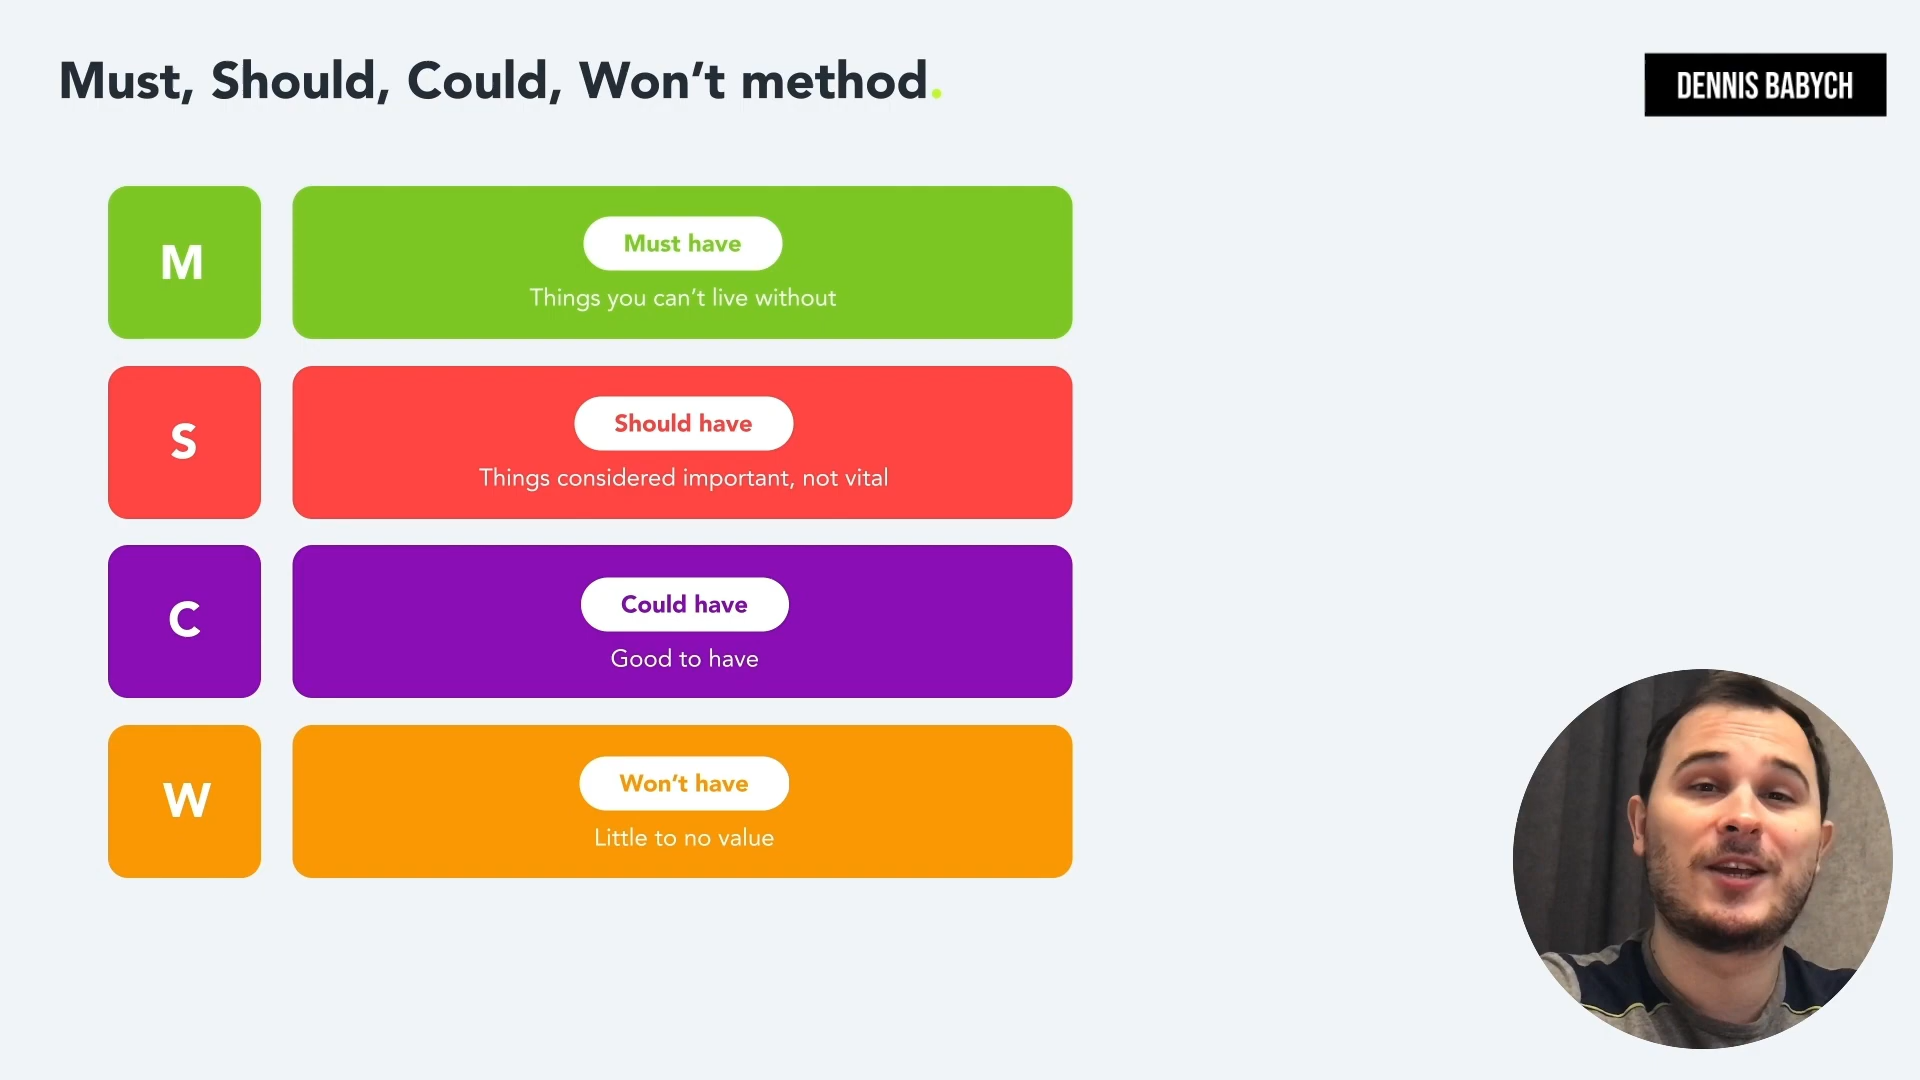 Must, Should, Could, Won’t method.
DENNIS BABYCH
M
Must have
Things you can’t live without
S
Should have
Things considered important, not vital
C
Could have
Good to have
W
Won’t have
Little to no value